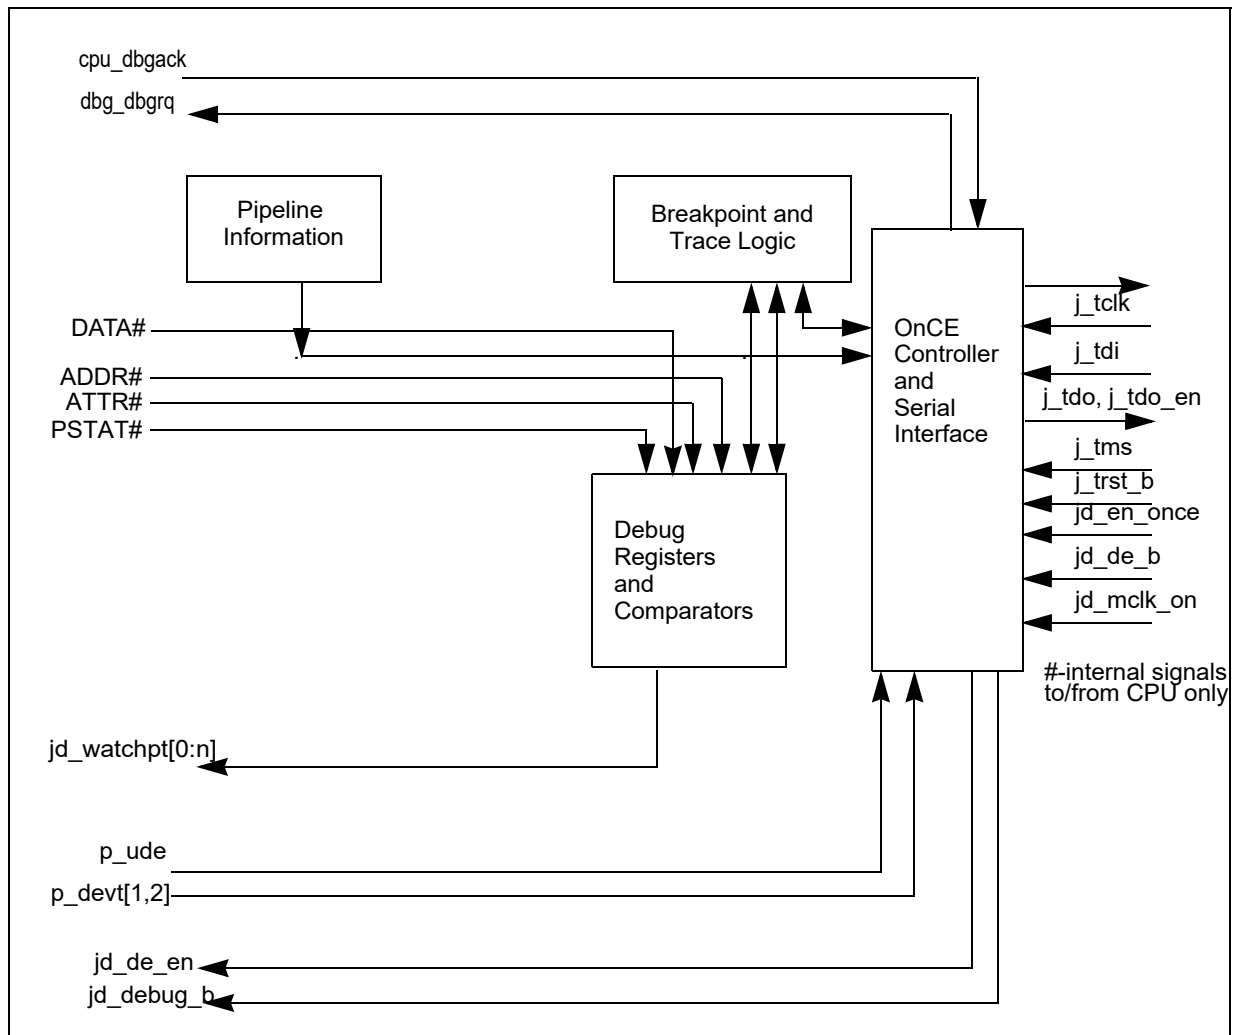 cpu_dbgack
dbg_dbgrq
Pipeline
Information
Breakpoint and
Trace Logic
DATA#
ADDR#
ATTR#
PSTAT#
OnCE
Controller
and
Serial
Interface
j_tclk
j_tdi
j_tdo, j_tdo_en
j_tms
j_trst_b
jd_en_once
jd_de_b
jd_mclk_on
Debug
Registers
and
Comparators
#-internal signals
to/from CPU only
jd_watchpt[0:n]
p_ude
p_devt[1,2]
jd_de_en
jd_debug_b